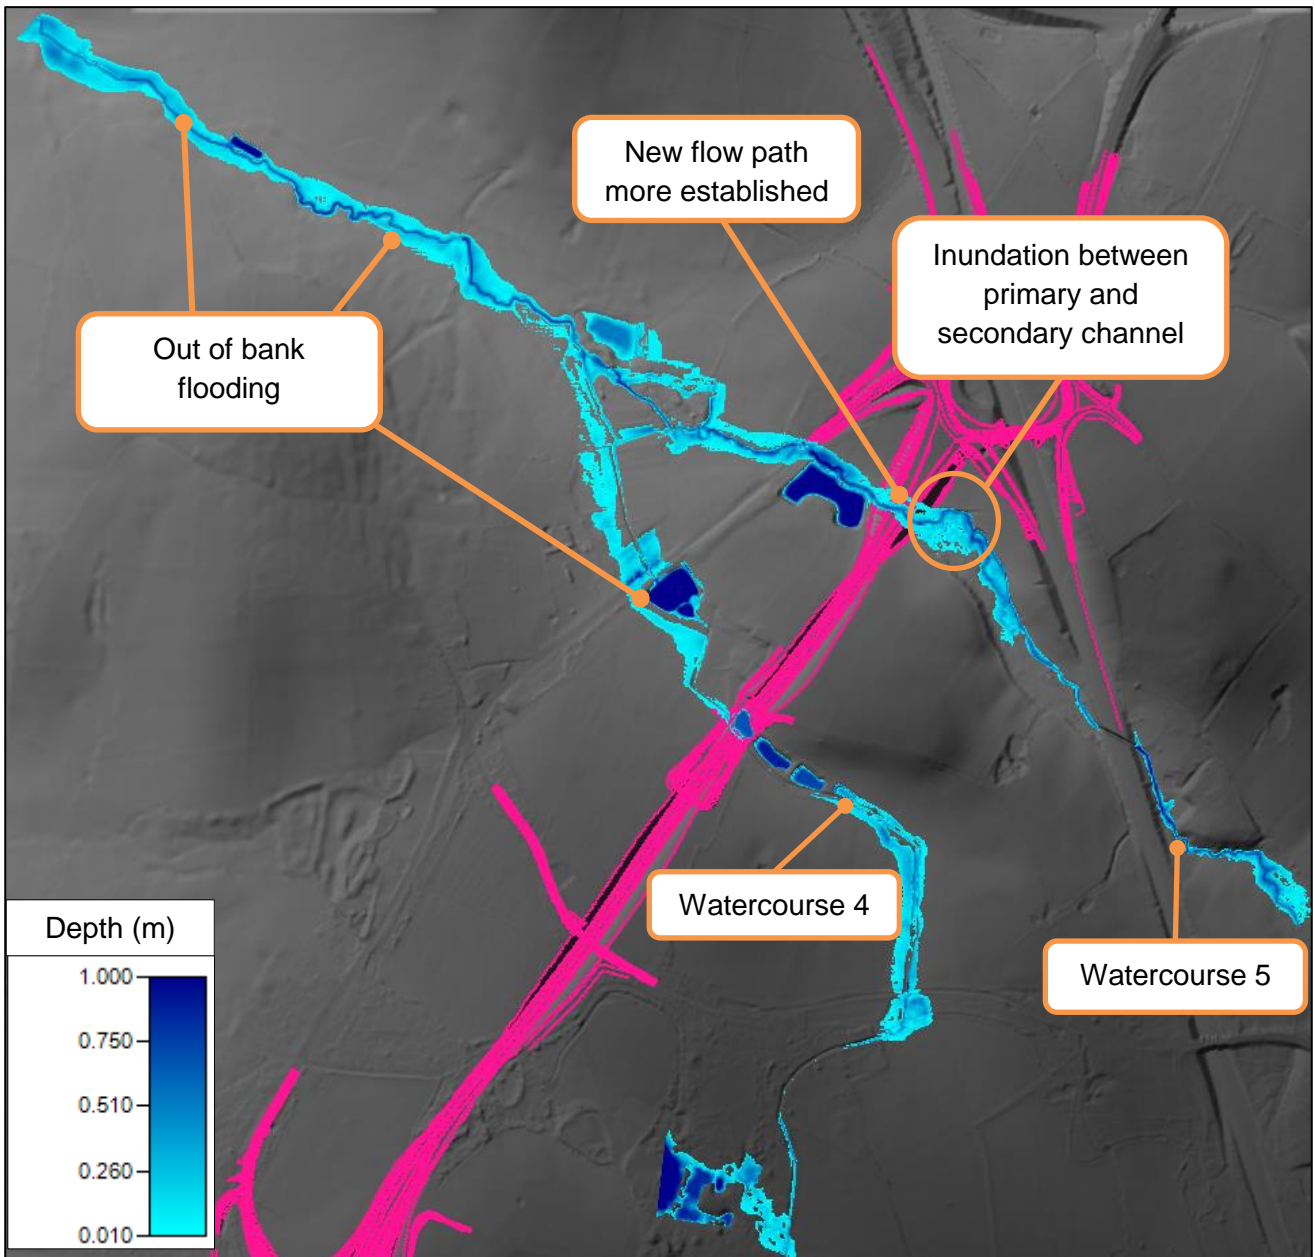 New flow path
more established
Inundation between
primary and
secondary channel
Out of bank
flooding
Watercourse 4
Watercourse 5
Depth (m)
1.000
0.750
0.510
0.260
0.010